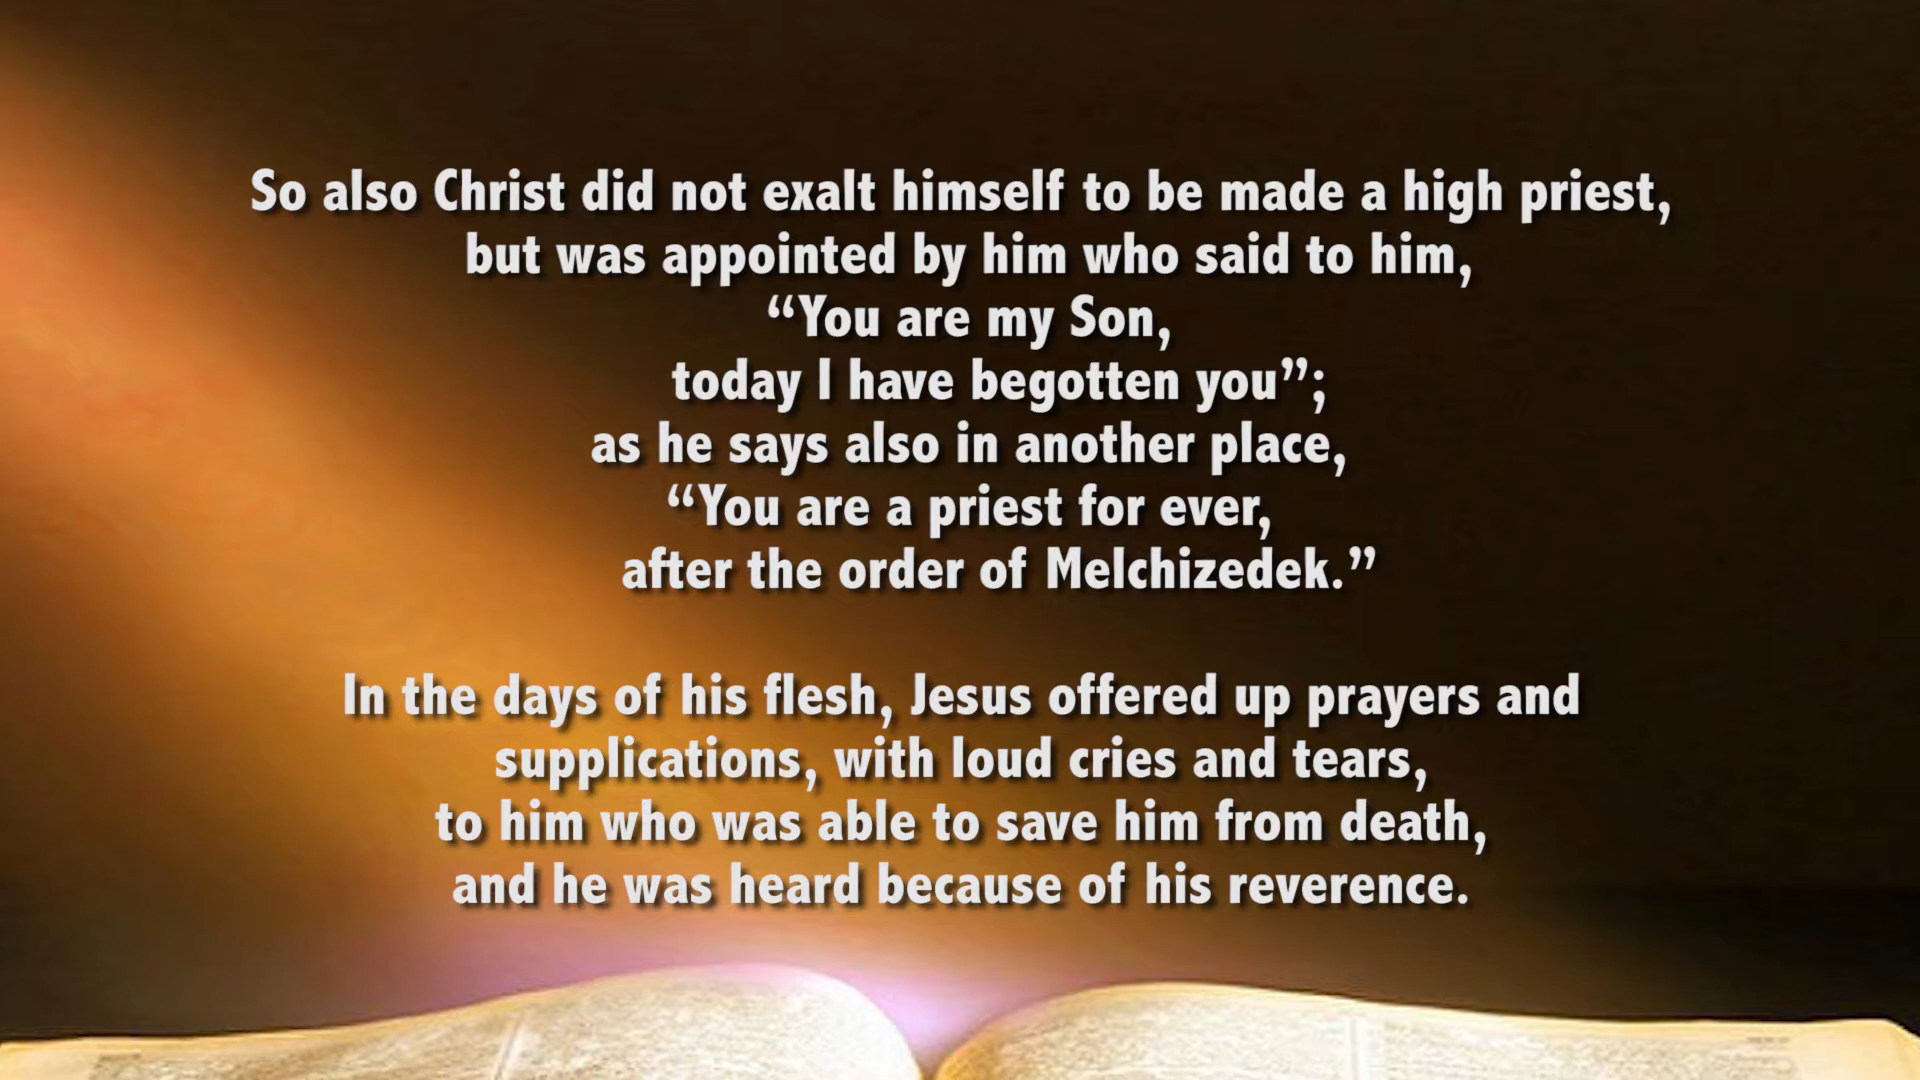 So also Christ did not exalt himself to be made a high priest,
but was appointed by him who said to him,
“You are my Son,
today I have begotten you”;
as he says also in another place,
“You are a priest for ever,
after the order of Melchizedek.”
In the days of his flesh, Jesus offered up prayers and
supplications, with loud cries and tears,
to him who was able to save him from death,
and he was heard because of his reverence.